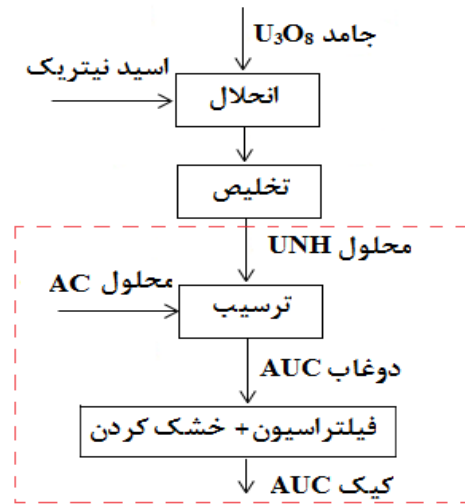 جامد U₃O₈
اسید نیتریک
انحلال
تخلیص
محلول UNH
محلول AC
ترسیب
دوغاب AUC
فیلتراسیون+ خشک کردن
کیک AUC